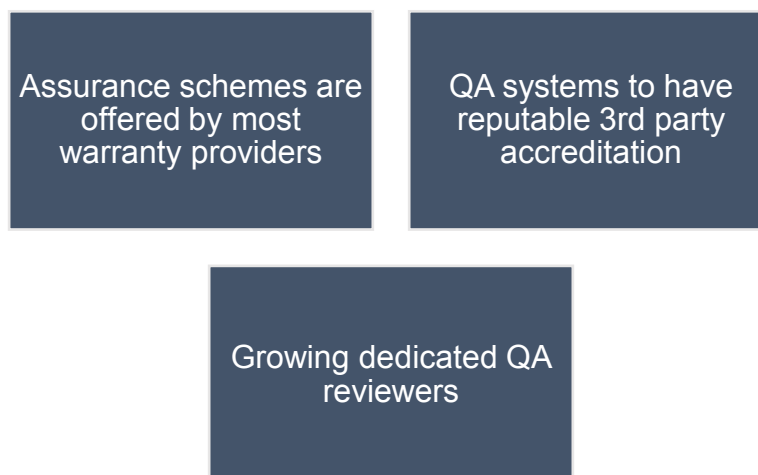 Assurance schemes are
offered by most
warranty providers
QA systems to have
reputable 3rd party
accreditation
Growing dedicated QA
reviewers